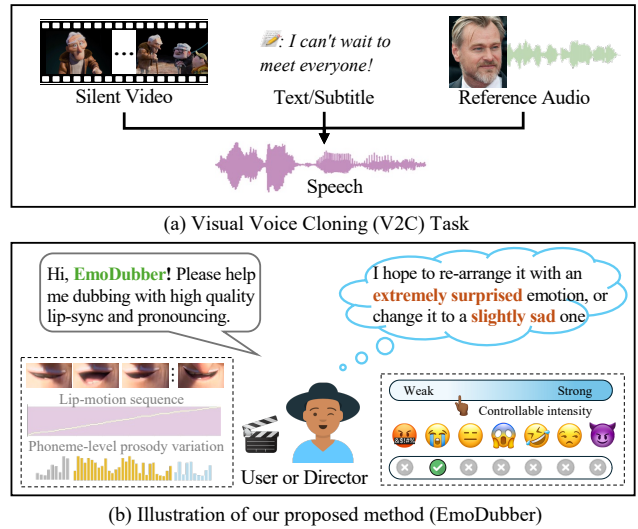 📝: I can't wait to
meet everyone!
Silent Video
Text/Subtitle
Reference Audio
Speech
(a) Visual Voice Cloning (V2C) Task
Hi, EmoDubber! Please help
me dubbing with high quality
lip-sync and pronouncing.
I hope to re-arrange it with an
extremely surprised emotion, or
change it to a slightly sad one
Lip-motion sequence
Phoneme-level prosody variation
User or Director
Weak
Strong
Controllable intensity
&$!#%
(b) Illustration of our proposed method (EmoDubber)